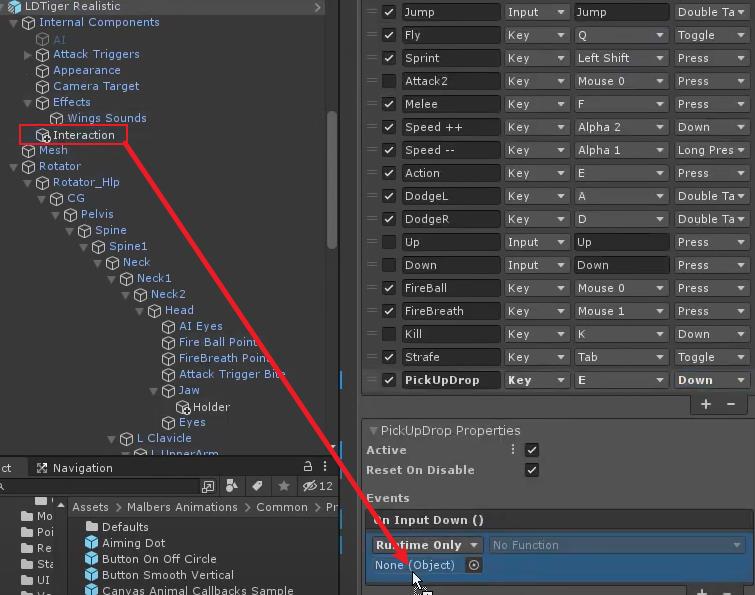 LDTiger Realistic
Internal Components
AI
Attack Triggers
Appearance
Camera Target
Effects
Wings Sounds
Interaction
Mesh
Rotator
Rotator_Hlp
CG
Pelvis
Spine
Spine1
Neck
Neck1
Neck2
Head
AI Eyes
Fire Ball Point
FireBreath Poin
Attack Trigger Bite
Jaw
Holder
Eyes
L Clavicle
L UpperArm
ct Navigation
12
Mo
Poi
Re
Sta
UI
Assets > Malbers Animations > Common > Pr
Defaults
Aiming Dot
Button On Off Circle
Button Smooth Vertical
Canvas Animal Callbacks Sample
Jump Input Jump Double Ta
Fly Key Q Toggle
Sprint Key Left Shift Press
Attack2 Key Mouse 0 Press
Melee Key F Press
Speed ++ Key Alpha 2 Down
Speed -- Key Alpha 1 Long Pres
Action Key E Press
DodgeL Key A Double Ta
DodgeR Key D Double Ta
Up Input Up Press
Down Input Down Press
FireBall Key Mouse 0 Press
FireBreath Key Mouse 1 Press
Kill Key K Down
Strafe Key Tab Toggle
PickUpDrop Key E Down
+ −
PickUpDrop Properties
Active
Reset On Disable
Events
On Input Down ()
Runtime Only No Function
None (Object)